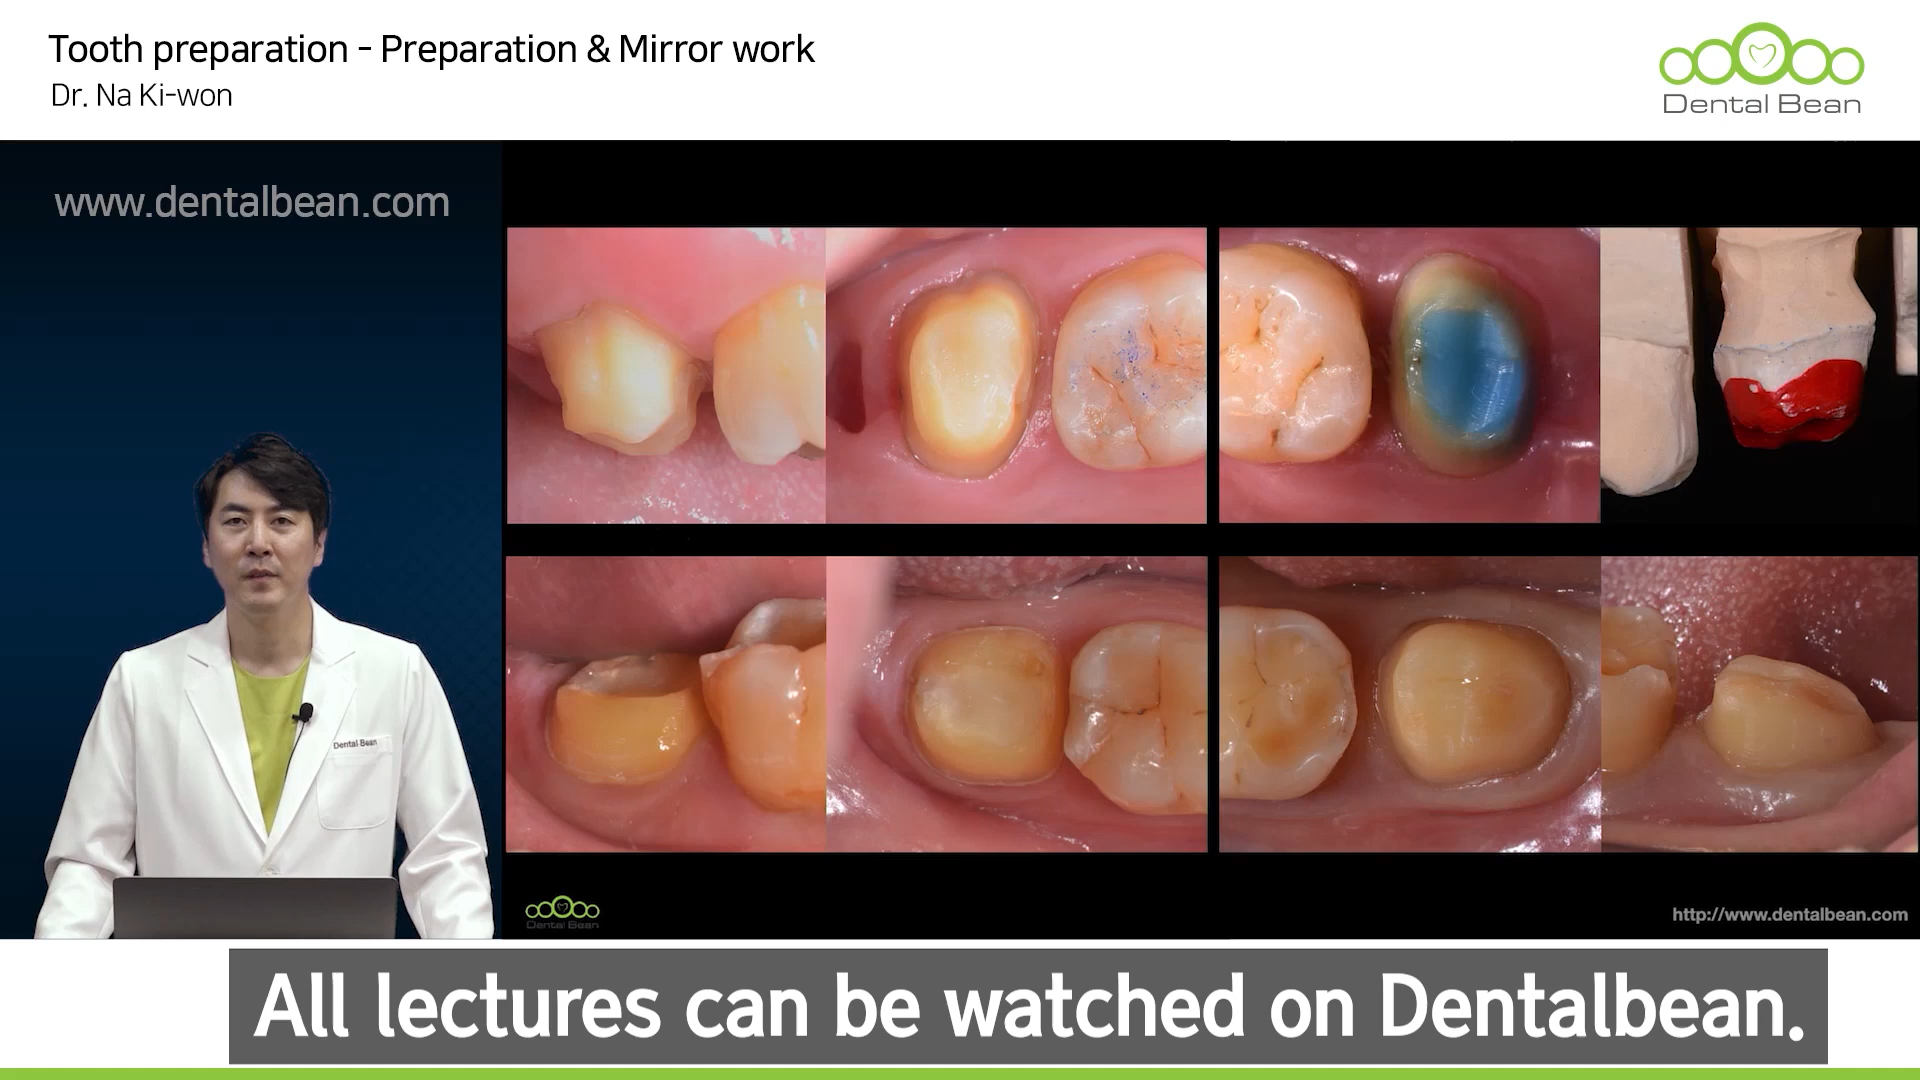 Tooth preparation - Preparation & Mirror work
Dr. Na Ki-won
Dental Bean
www.dentalbean.com
Dental Bean
Dental Bean
http://www.dentalbean.com
All lectures can be watched on Dentalbean.